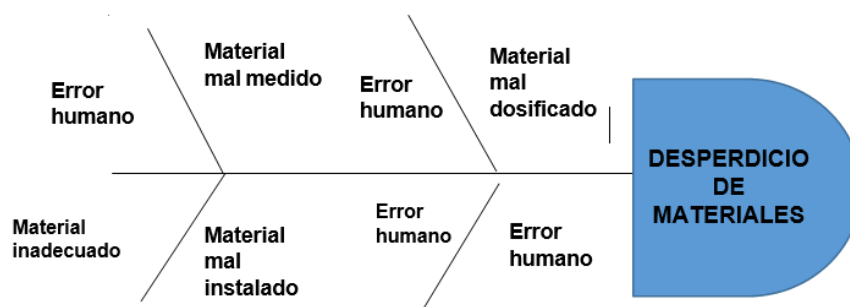 Material
mal medido
Material
mal
dosificado
Error
humano
Error
humano
DESPERDICIO
DE
MATERIALES
Material
inadecuado
Material
mal
instalado
Error
humano
Error
humano